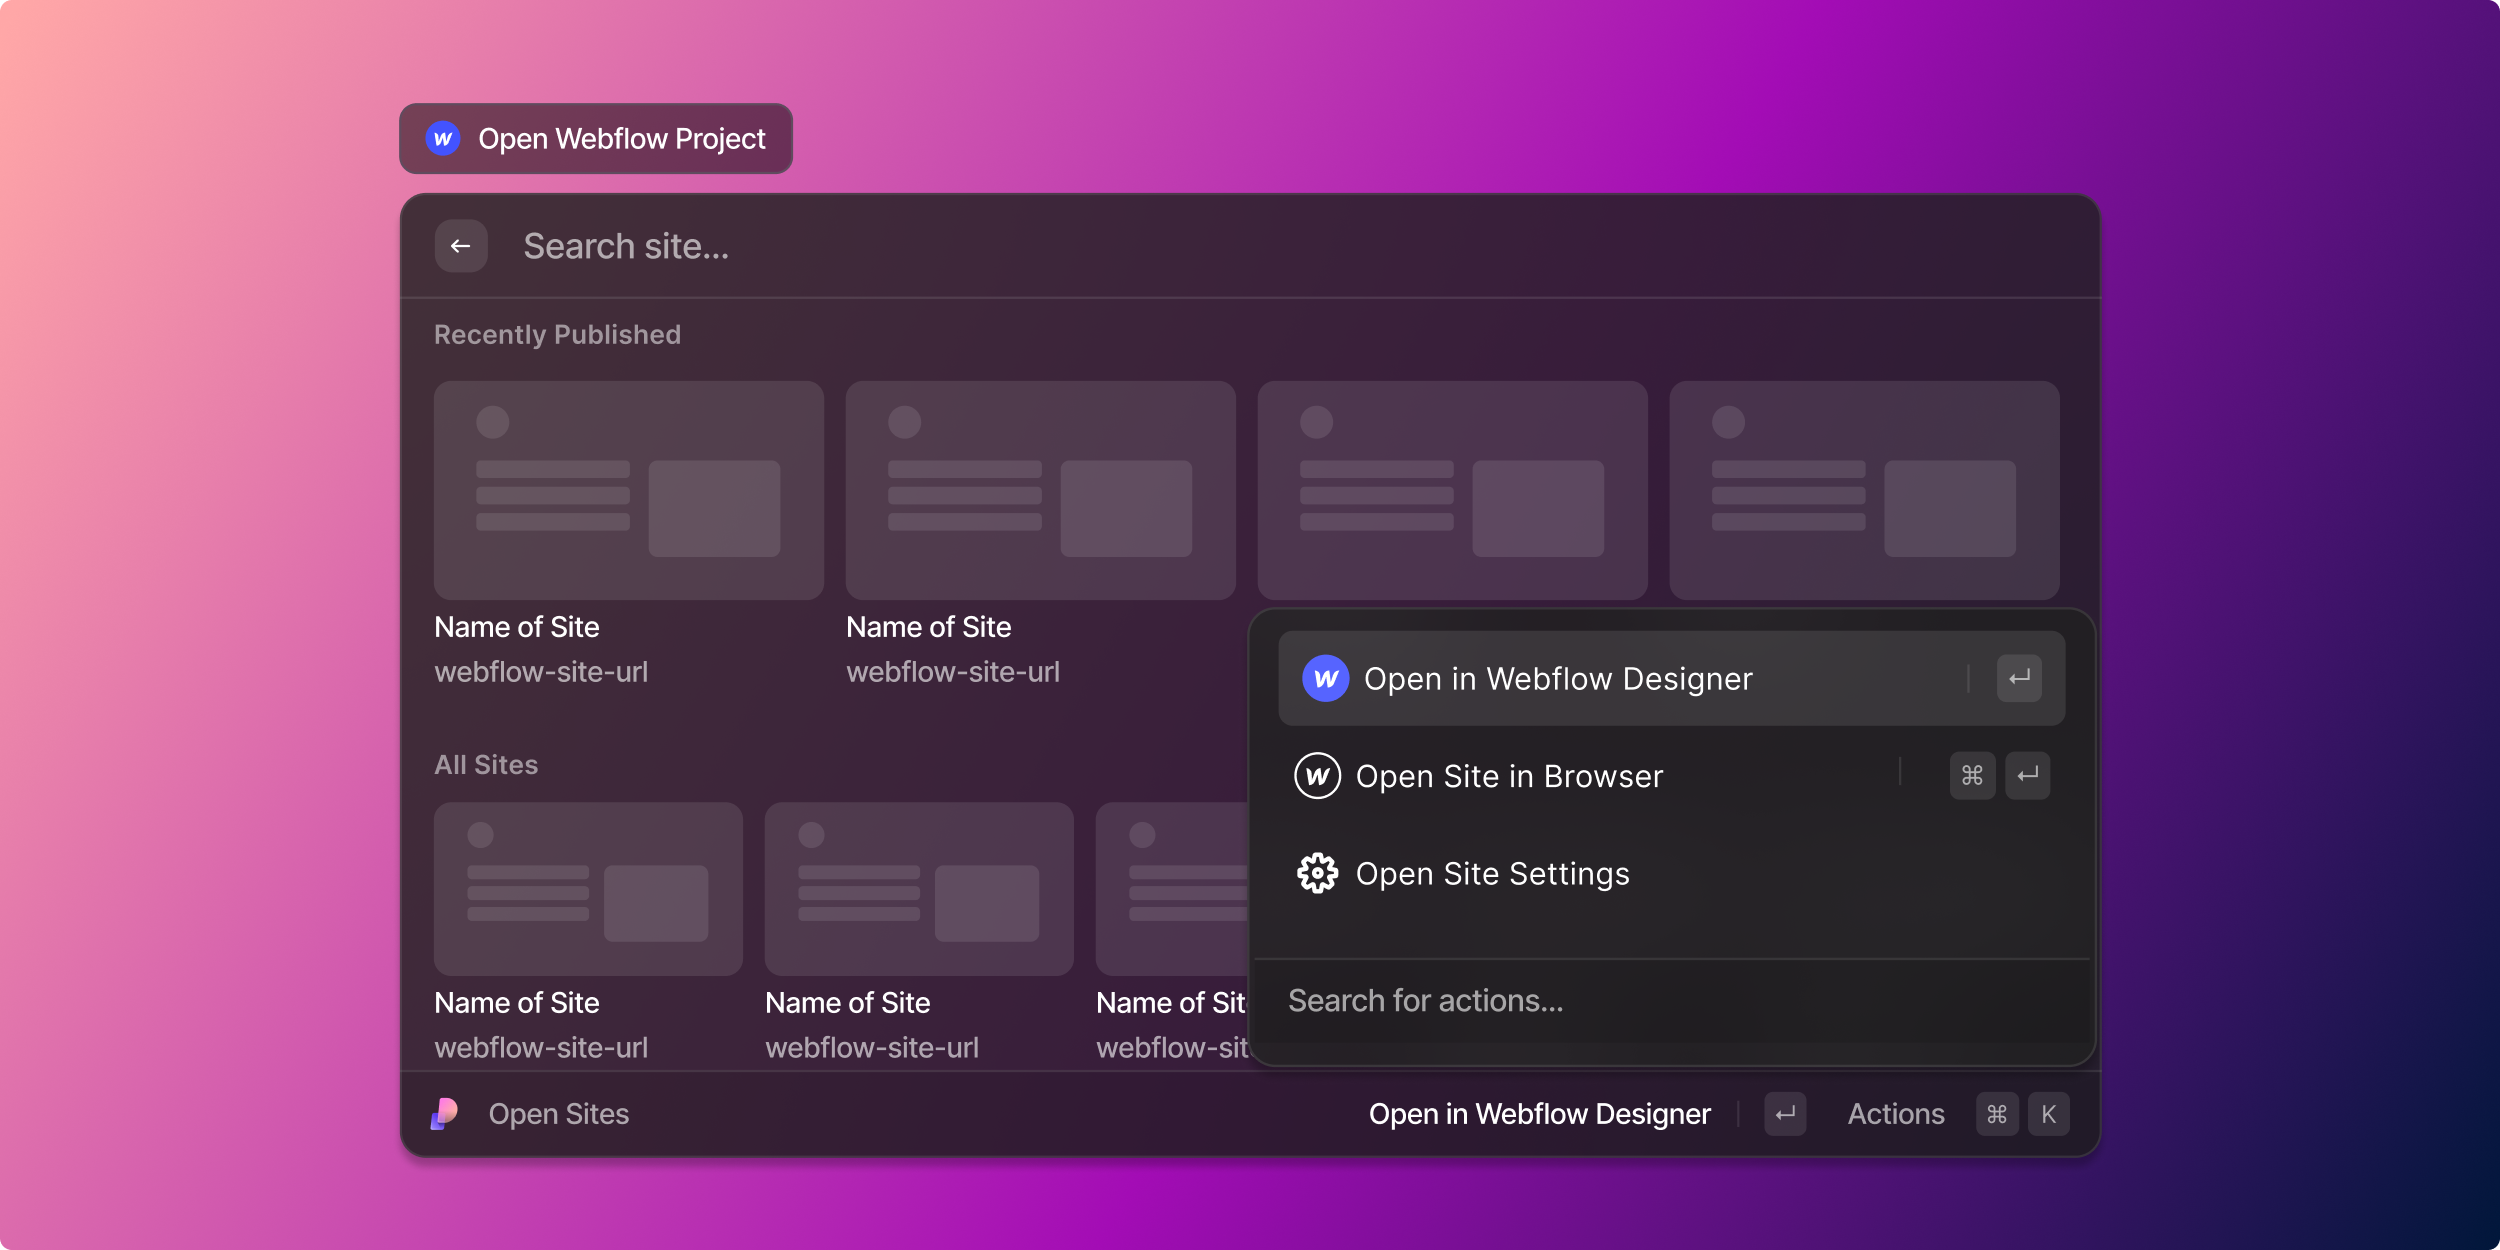 Open Webflow Project
Search site...
Recently Published
Name of Site
webflow-site-url
Name of Site
webflow-site-url
Open in Webflow Designer
Open Site in Browser
⌘
Open Site Settings
Search for actions...
All Sites
Name of Site
webflow-site-url
Name of Site
webflow-site-url
Name of Site
webflow-site
Open Sites
Open in Webflow Designer
Actions ⌘ K